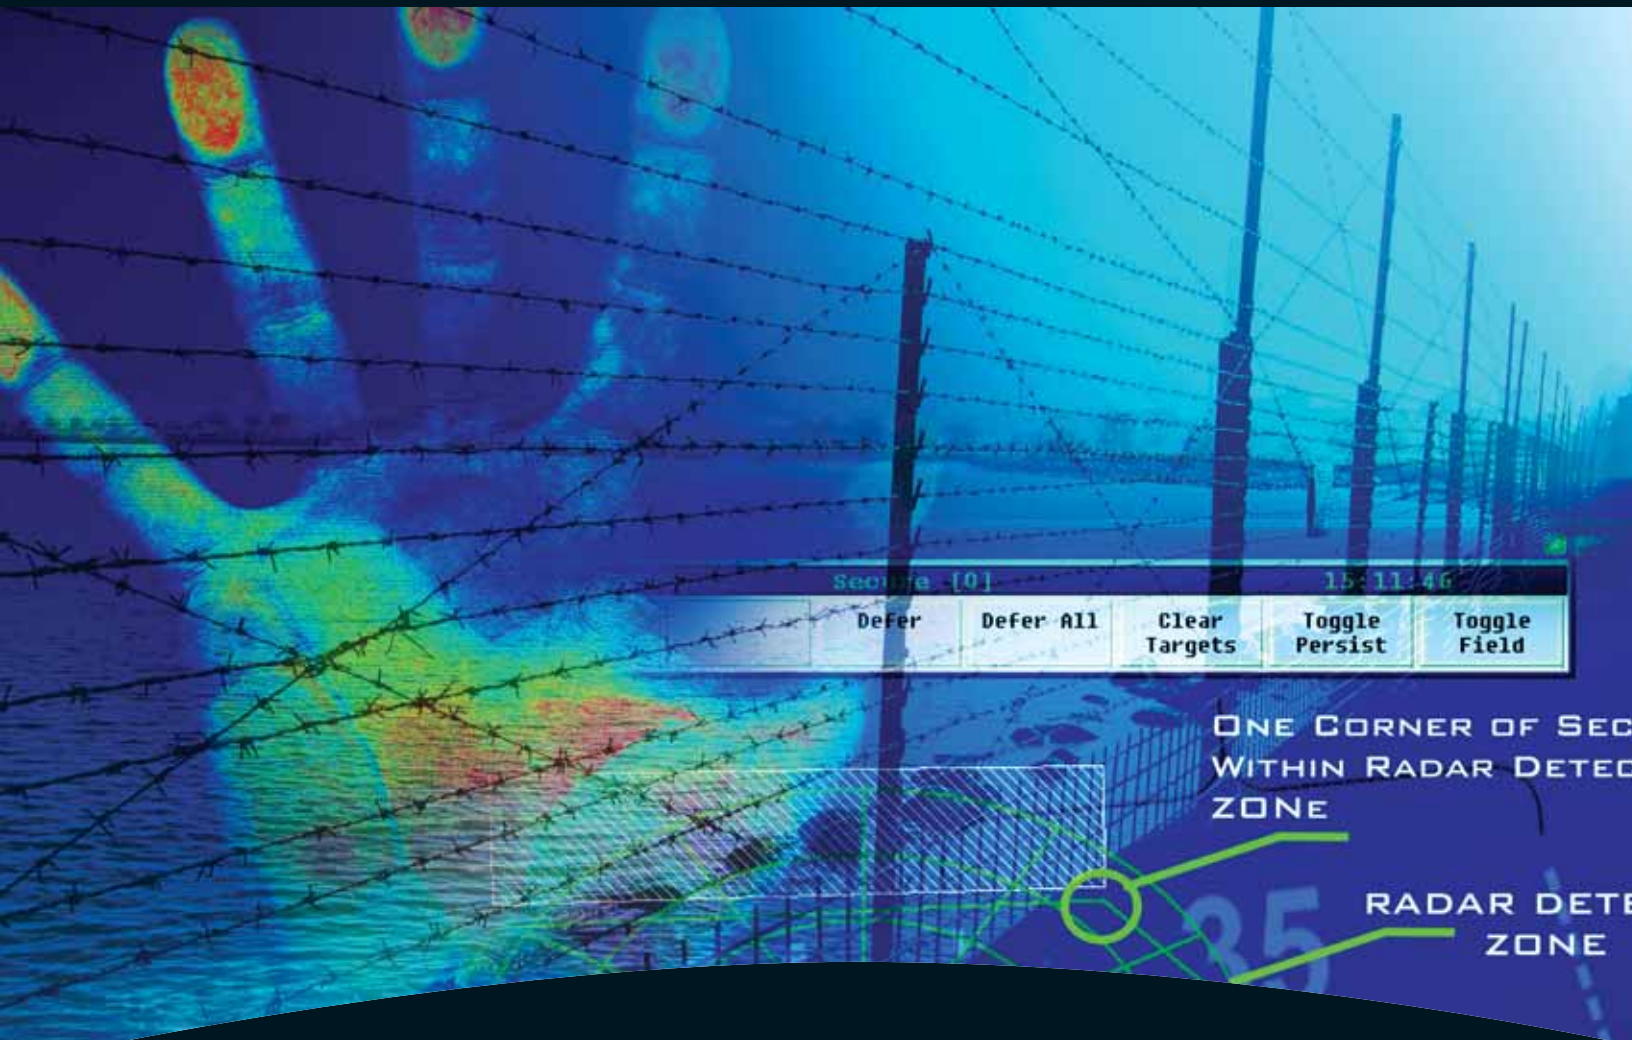 Secure [0]
15:11:46
Defer
Defer All
Clear
Targets
Toggle
Persist
Toggle
Field
ONE CORNER OF SEC
WITHIN RADAR DETEC
ZONE
35
RADAR DETE
ZONE